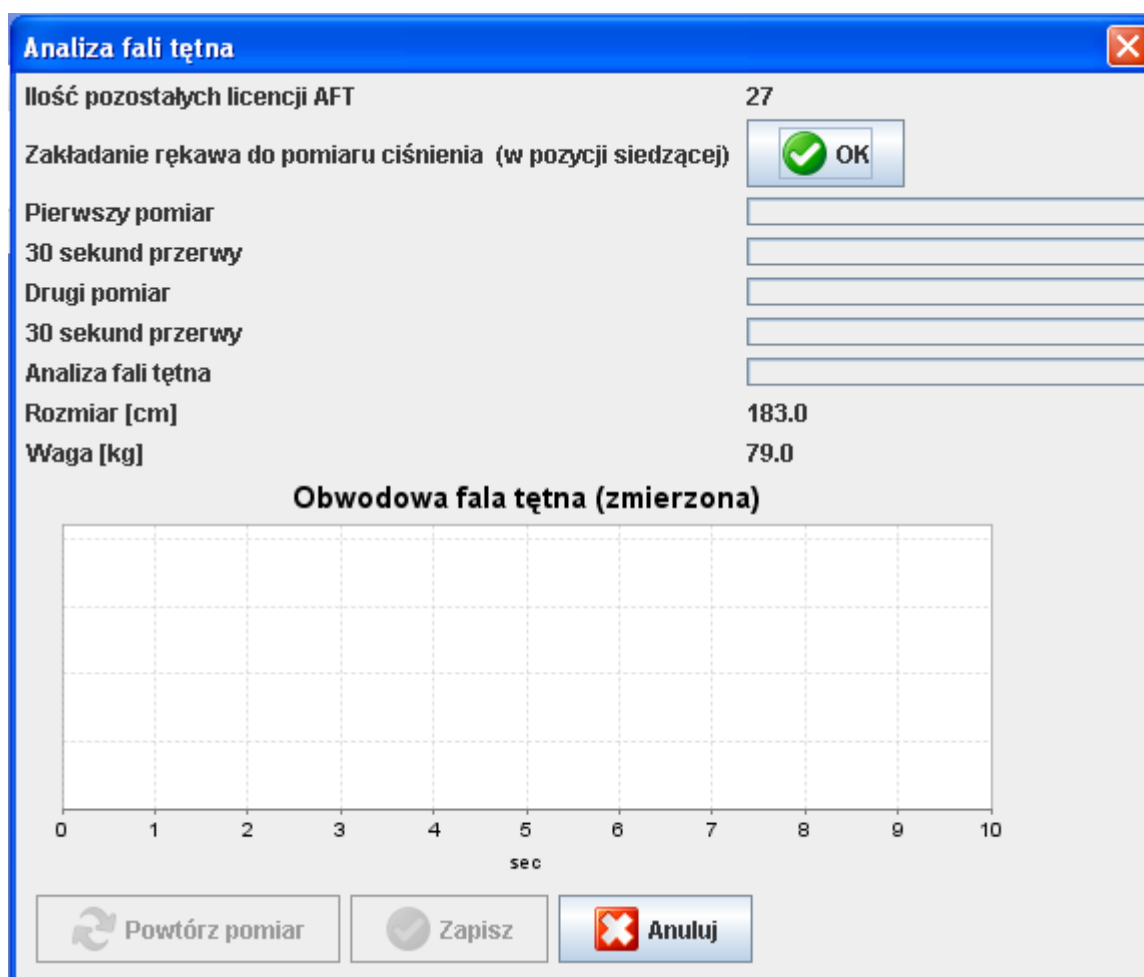 Analiza fali tętna
Ilość pozostałych licencji AFT 27
Zakładanie rękawa do pomiaru ciśnienia (w pozycji siedzącej) OK
Pierwszy pomiar
30 sekund przerwy
Drugi pomiar
30 sekund przerwy
Analiza fali tętna
Rozmiar [cm] 183.0
Waga [kg] 79.0
Obwodowa fala tętna (zmierzona)
0 1 2 3 4 5 6 7 8 9 10
sec
Powtórz pomiar Zapisz Anuluj